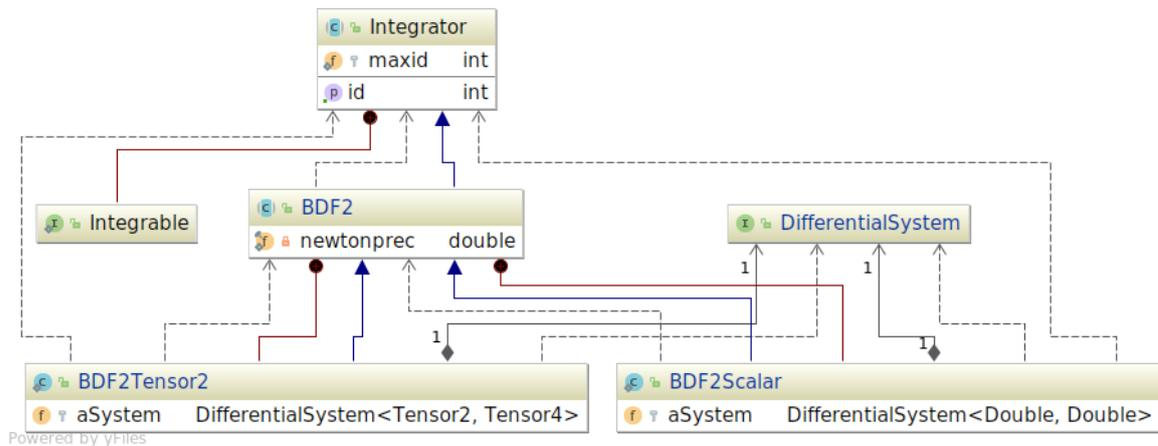 Integrator
maxid int
id int
Integrable
BDF2
newtonprec double
DifferentialSystem
1
1
1
1
BDF2Tensor2
aSystem DifferentialSystem<Tensor2, Tensor4>
BDF2Scalar
aSystem DifferentialSystem<Double, Double>
Powered by yFiles